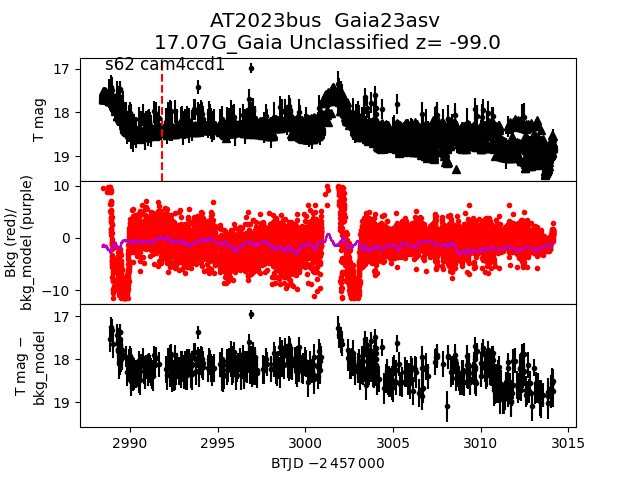 AT2023bus  Gaia23asv
17.07G_Gaia Unclassified z= -99.0
s62 cam4ccd1
17
18
19
T mag
10
0
−10
Bkg (red)/
bkg_model (purple)
17
18
19
T mag −
bkg_model
2990 2995 3000 3005 3010 3015
BTJD −2 457 000